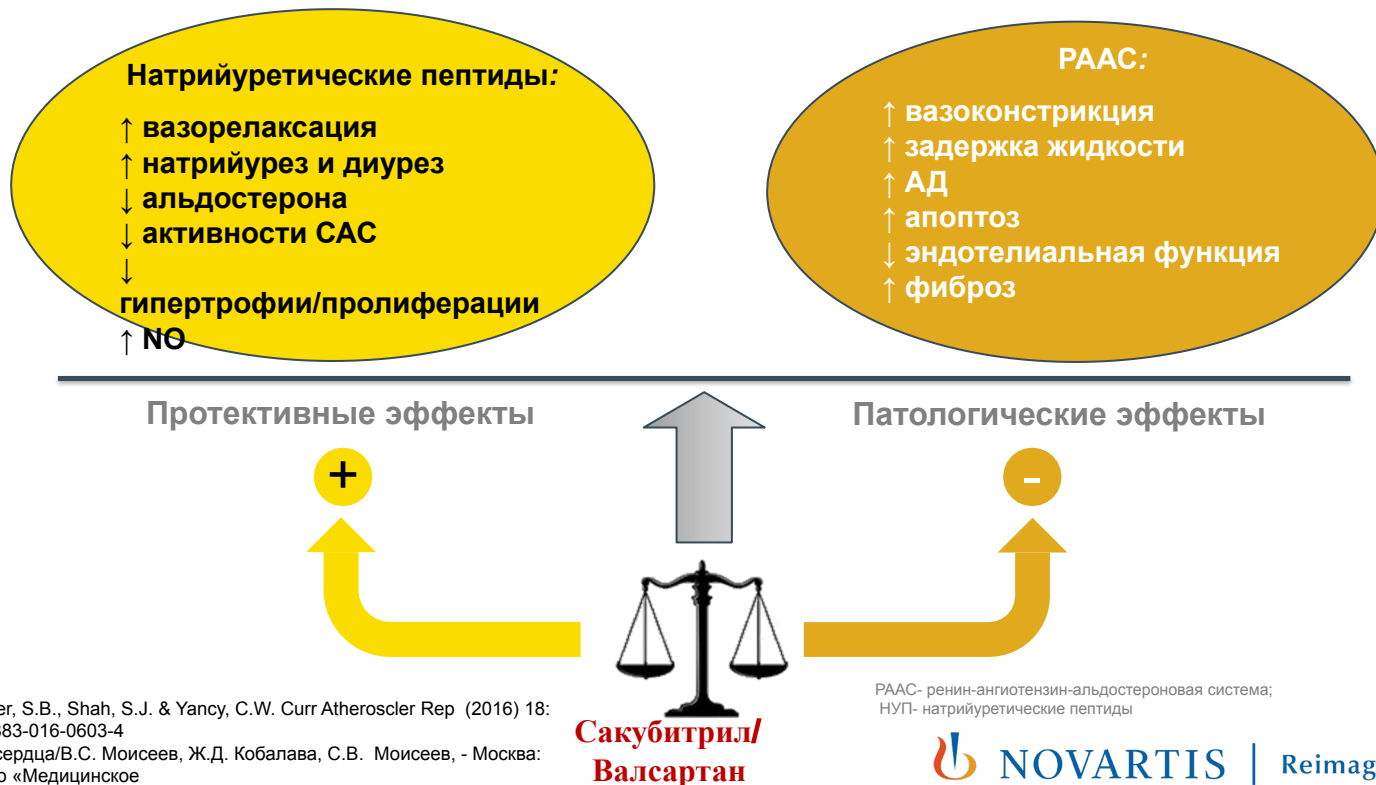 Натрийуретические пептиды:
↑ вазорелаксация
↑ натрийурез и диурез
↓ альдостерона
↓ активности САС
↓
гипертрофии/пролиферации
↑ NO
РААС:
↑ вазоконстрикция
↑ задержка жидкости
↑ АД
↑ апоптоз
↓ эндотелиальная функция
↑ фиброз
Протективные эффекты
Патологические эффекты
+
-
Сакубитрил/
Валсартан
S.B., Shah, S.J. & Yancy, C.W. Curr Atheroscler Rep (2016) 18:
83-016-0603-4
сердца/В.С. Моисеев, Ж.Д. Кобалава, С.В. Моисеев, - Москва:
«Медицинское
РААС- ренин-ангиотензин-альдостероновая система;
НУП- натрийуретические пептиды
NOVARTIS | Reimag